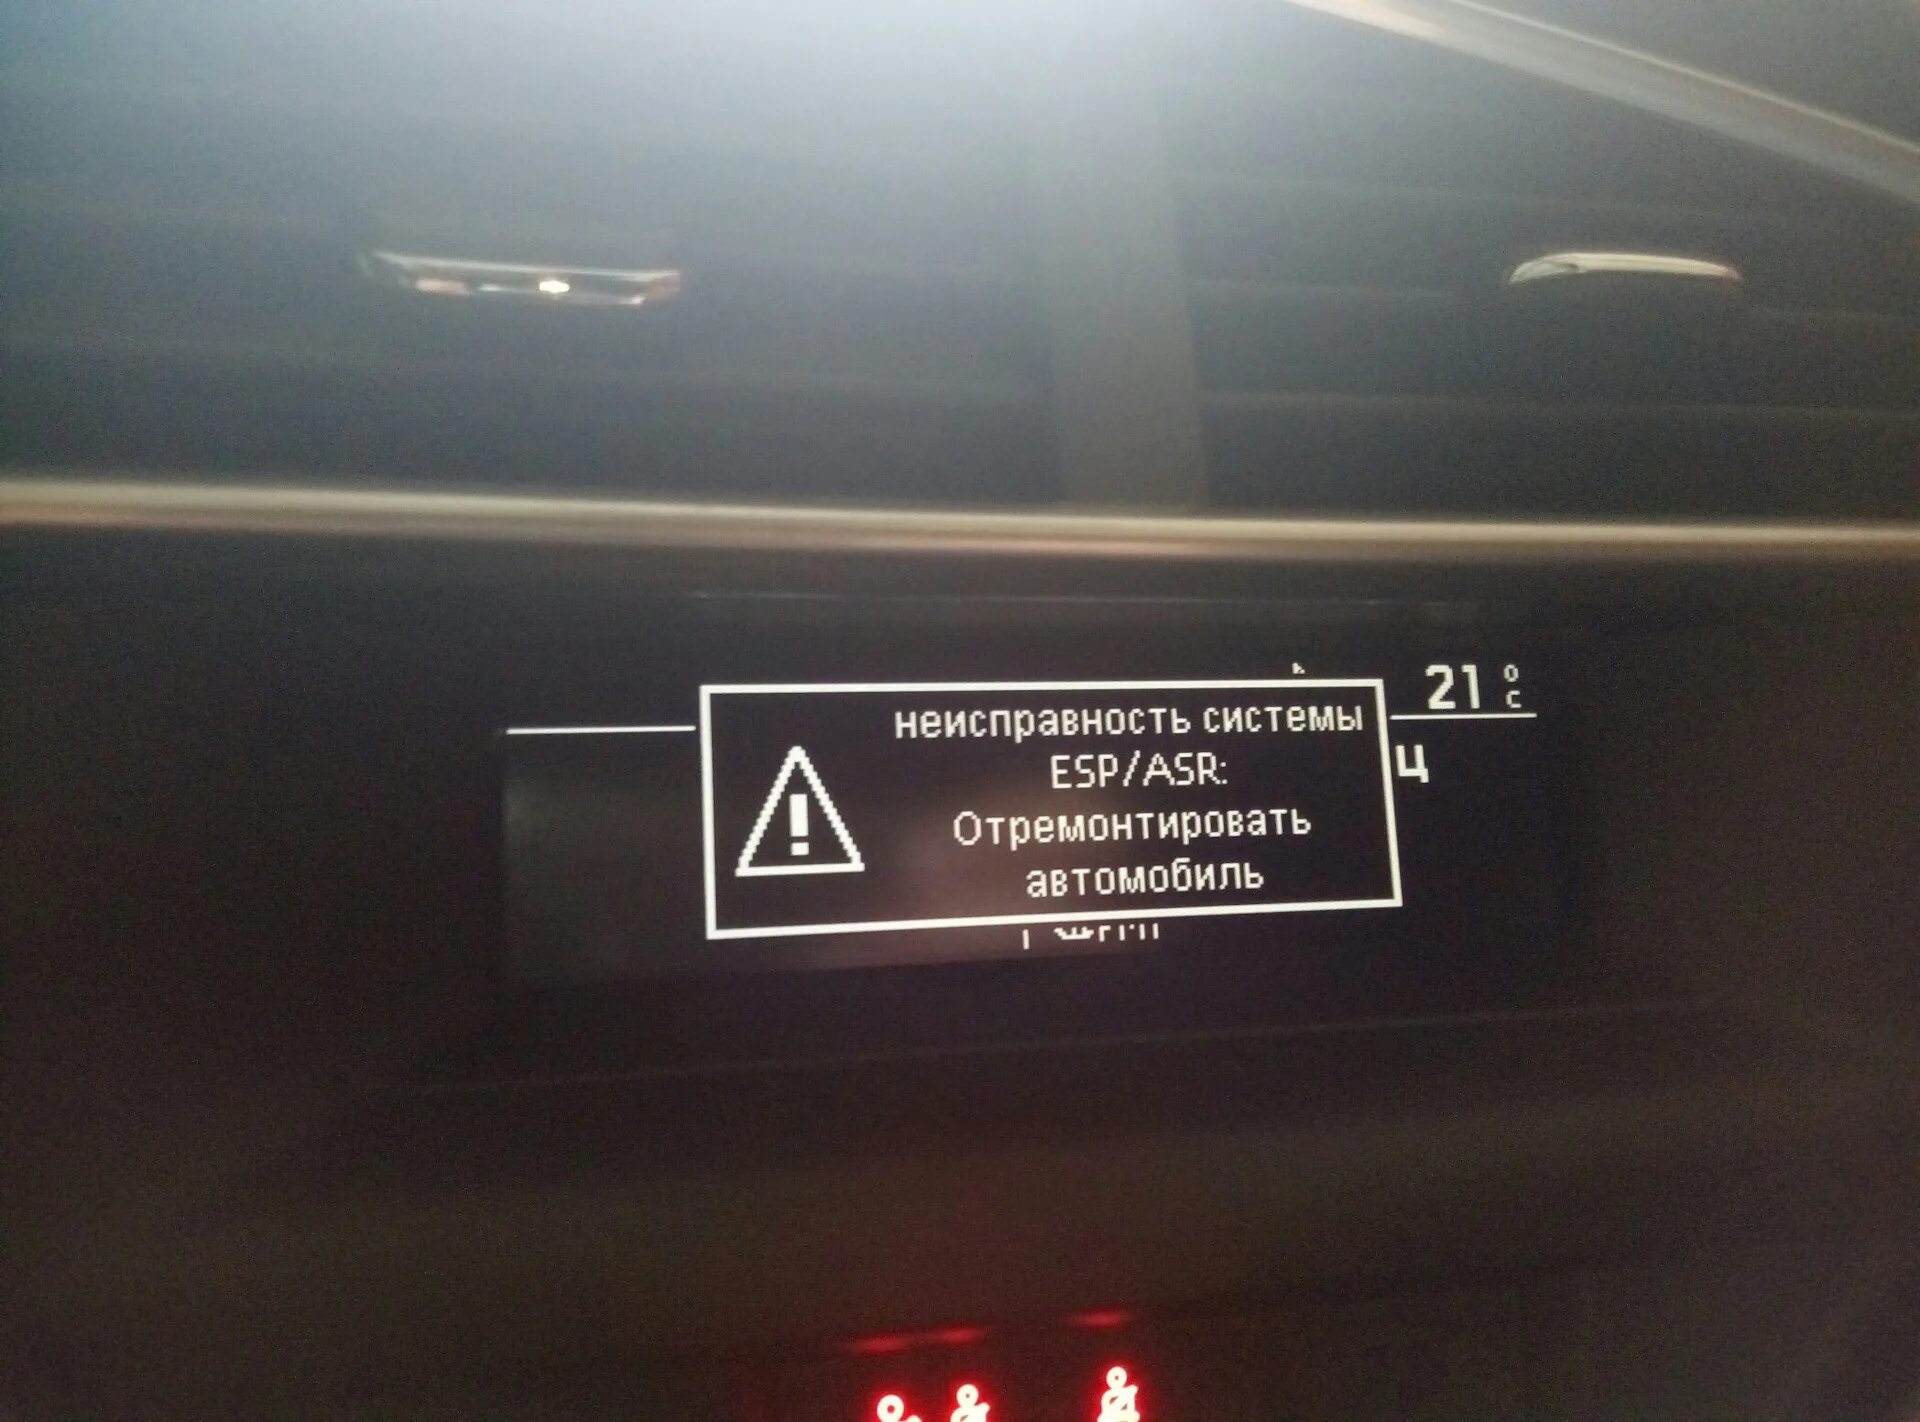 21 °C
неисправность системы
ESP/ASR:
Отремонтировать
автомобиль